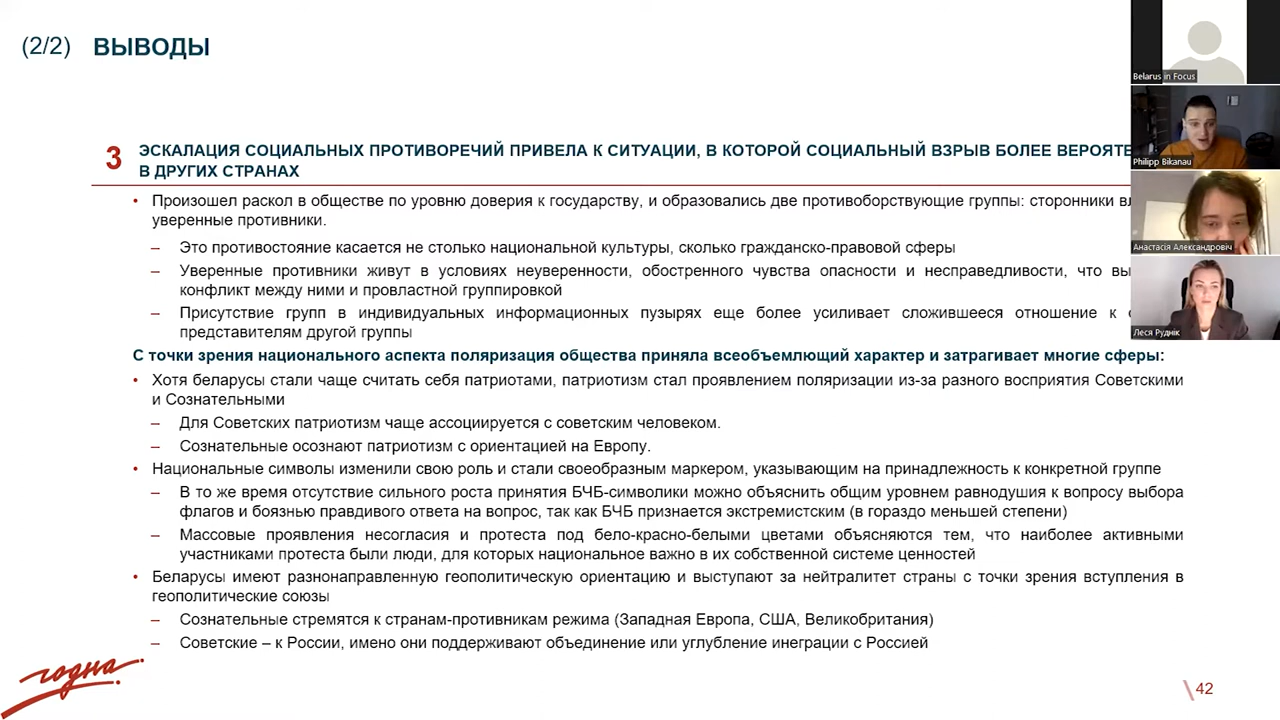 (2/2) ВЫВОДЫ
3 ЭСКАЛАЦИЯ СОЦИАЛЬНЫХ ПРОТИВОРЕЧИЙ ПРИВЕЛА К СИТУАЦИИ, В КОТОРОЙ СОЦИАЛЬНЫЙ ВЗРЫВ БОЛЕЕ
В ДРУГИХ СТРАНАХ
• Произошел раскол в обществе по уровню доверия к государству, и образовались две противоборствующие группы: сторонники
уверенные противники.
– Это противостояние касается не столько национальной культуры, сколько гражданско-правовой сферы
– Уверенные противники живут в условиях неуверенности, обостренного чувства опасности и несправедливости, что
конфликт между ними и провластной группировкой
– Присутствие групп в индивидуальных информационных пузырях еще более усиливает сложившееся отношение к
представителям другой группы
С точки зрения национального аспекта поляризация общества приняла всеобъемлющий характер и затрагивает многие сферы:
• Хотя беларусы стали чаще считать себя патриотами, патриотизм стал проявлением поляризации из-за разного восприятия Советскими
и Сознательными
– Для Советских патриотизм чаще ассоциируется с советским человеком.
– Сознательные осознают патриотизм с ориентацией на Европу.
• Национальные символы изменили свою роль и стали своеобразным маркером, указывающим на принадлежность к конкретной группе
– В то же время отсутствие сильного роста принятия БЧБ-символики можно объяснить общим уровнем равнодушия к вопросу выбора
флагов и боязнью правдивого ответа на вопрос, так как БЧБ признается экстремистским (в гораздо меньшей степени)
– Массовые проявления несогласия и протеста под бело-красно-белыми цветами объясняются тем, что наиболее активными
участниками протеста были люди, для которых национальное важно в их собственной системе ценностей
• Беларусы имеют разнонаправленную геополитическую ориентацию и выступают за нейтралитет страны с точки зрения вступления в
геополитические союзы
– Сознательные стремятся к странам-противникам режима (Западная Европа, США, Великобритания)
– Советские – к России, имено они поддерживают объединение или углубление инеграции с Россией
годна
42
Belarus in Focus
Philipp Bikanau
Анастасія Александровіч
Леся Руднік